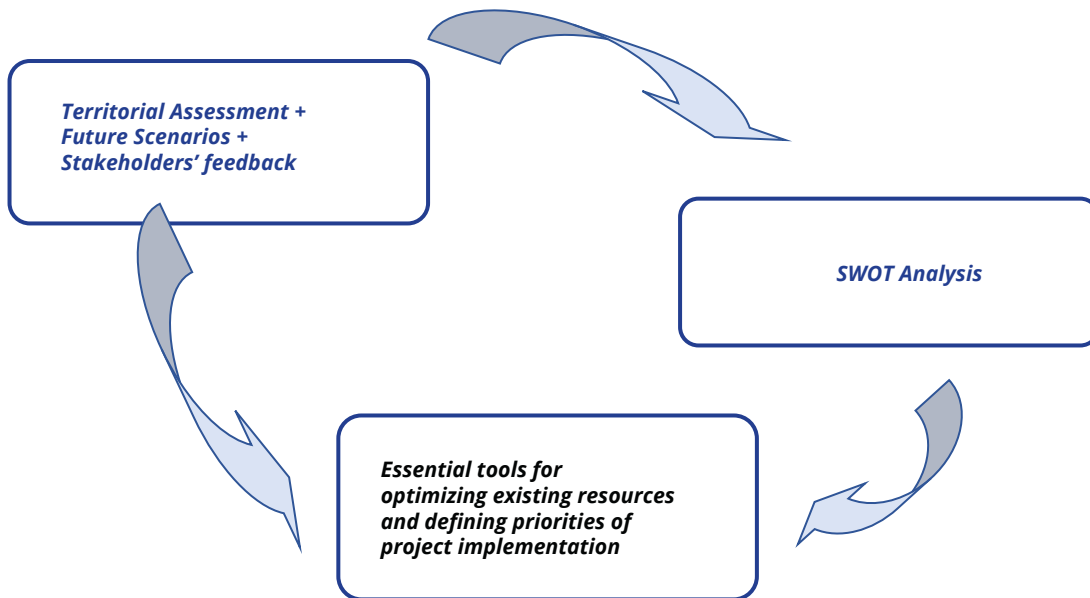 Territorial Assessment +
Future Scenarios +
Stakeholders’ feedback
SWOT Analysis
Essential tools for
optimizing existing resources
and defining priorities of
project implementation